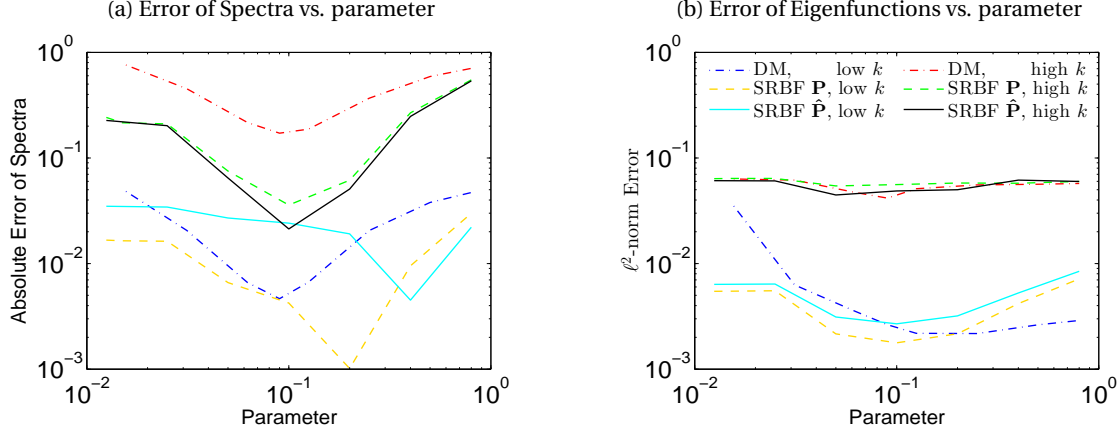 (a) Error of Spectra vs. parameter
10^0
10^-1
10^-2
10^-3
Absolute Error of Spectra
10^-2
10^-1
10^0
Parameter
(b) Error of Eigenfunctions vs. parameter
10^0
10^-1
10^-2
10^-3
ℓ^2-norm Error
DM, low k
SRBF P, low k
SRBF P̂, low k
DM, high k
SRBF P, high k
SRBF P̂, high k
10^-2
10^-1
10^0
Parameter